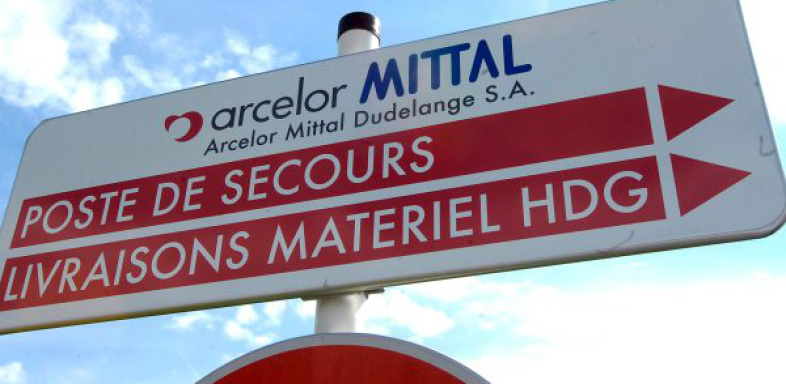 arcelor MITTAL
Arcelor Mittal Dudelange S.A.
POSTE DE SECOURS
LIVRAISONS MATERIEL HDG